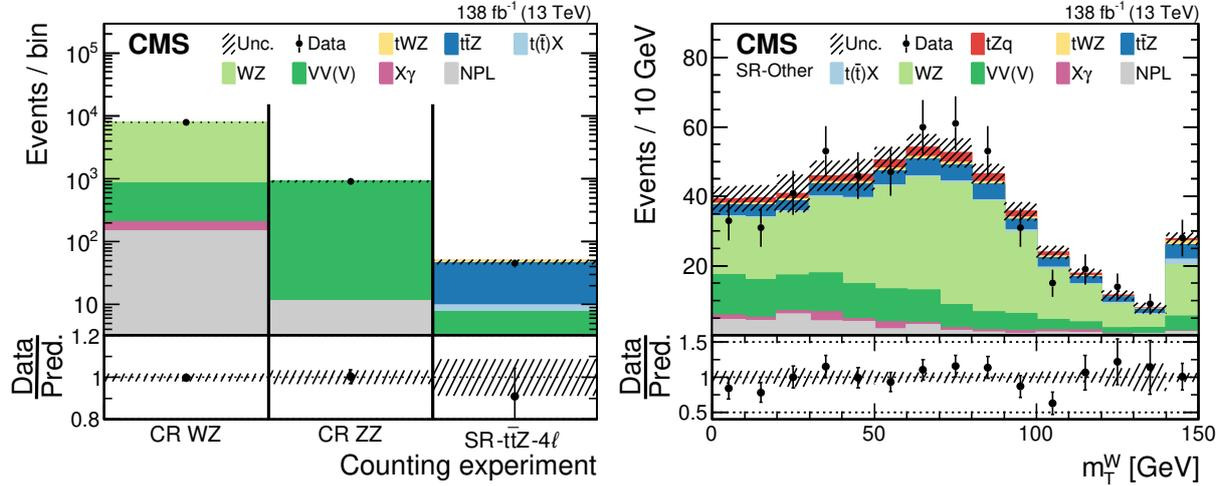 138 fb⁻¹ (13 TeV)
CMS
Unc. Data tWZ tt̄Z t(t̄)X
WZ VV(V) Xγ NPL
Events / bin
10⁵
10⁴
10³
10²
10
1.2
1
0.8
Data
Pred.
CR WZ CR ZZ SR-tt̄Z-4ℓ
Counting experiment
138 fb⁻¹ (13 TeV)
CMS
SR-Other
Unc. Data tZq tWZ tt̄Z
t(t̄)X WZ VV(V) Xγ NPL
Events / 10 GeV
80
60
40
20
1.5
1
0.5
Data
Pred.
0 50 100 150
m_T^W [GeV]